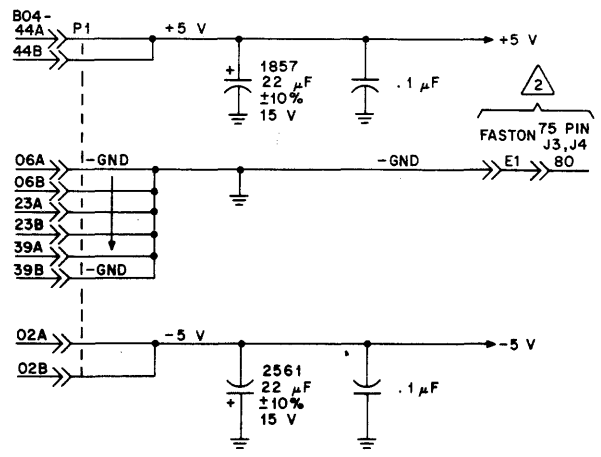 B04-
44A P1 +5 V +5 V
44B
+ 1857
22 µF
±10%
15 V
.1 µF
2
FASTON 75 PIN
J3,J4
06A -GND -GND E1 80
06B
23A
23B
39A
39B -GND
02A -5 V -5 V
02B
2561
22 µF
+ ±10%
15 V
.1 µF